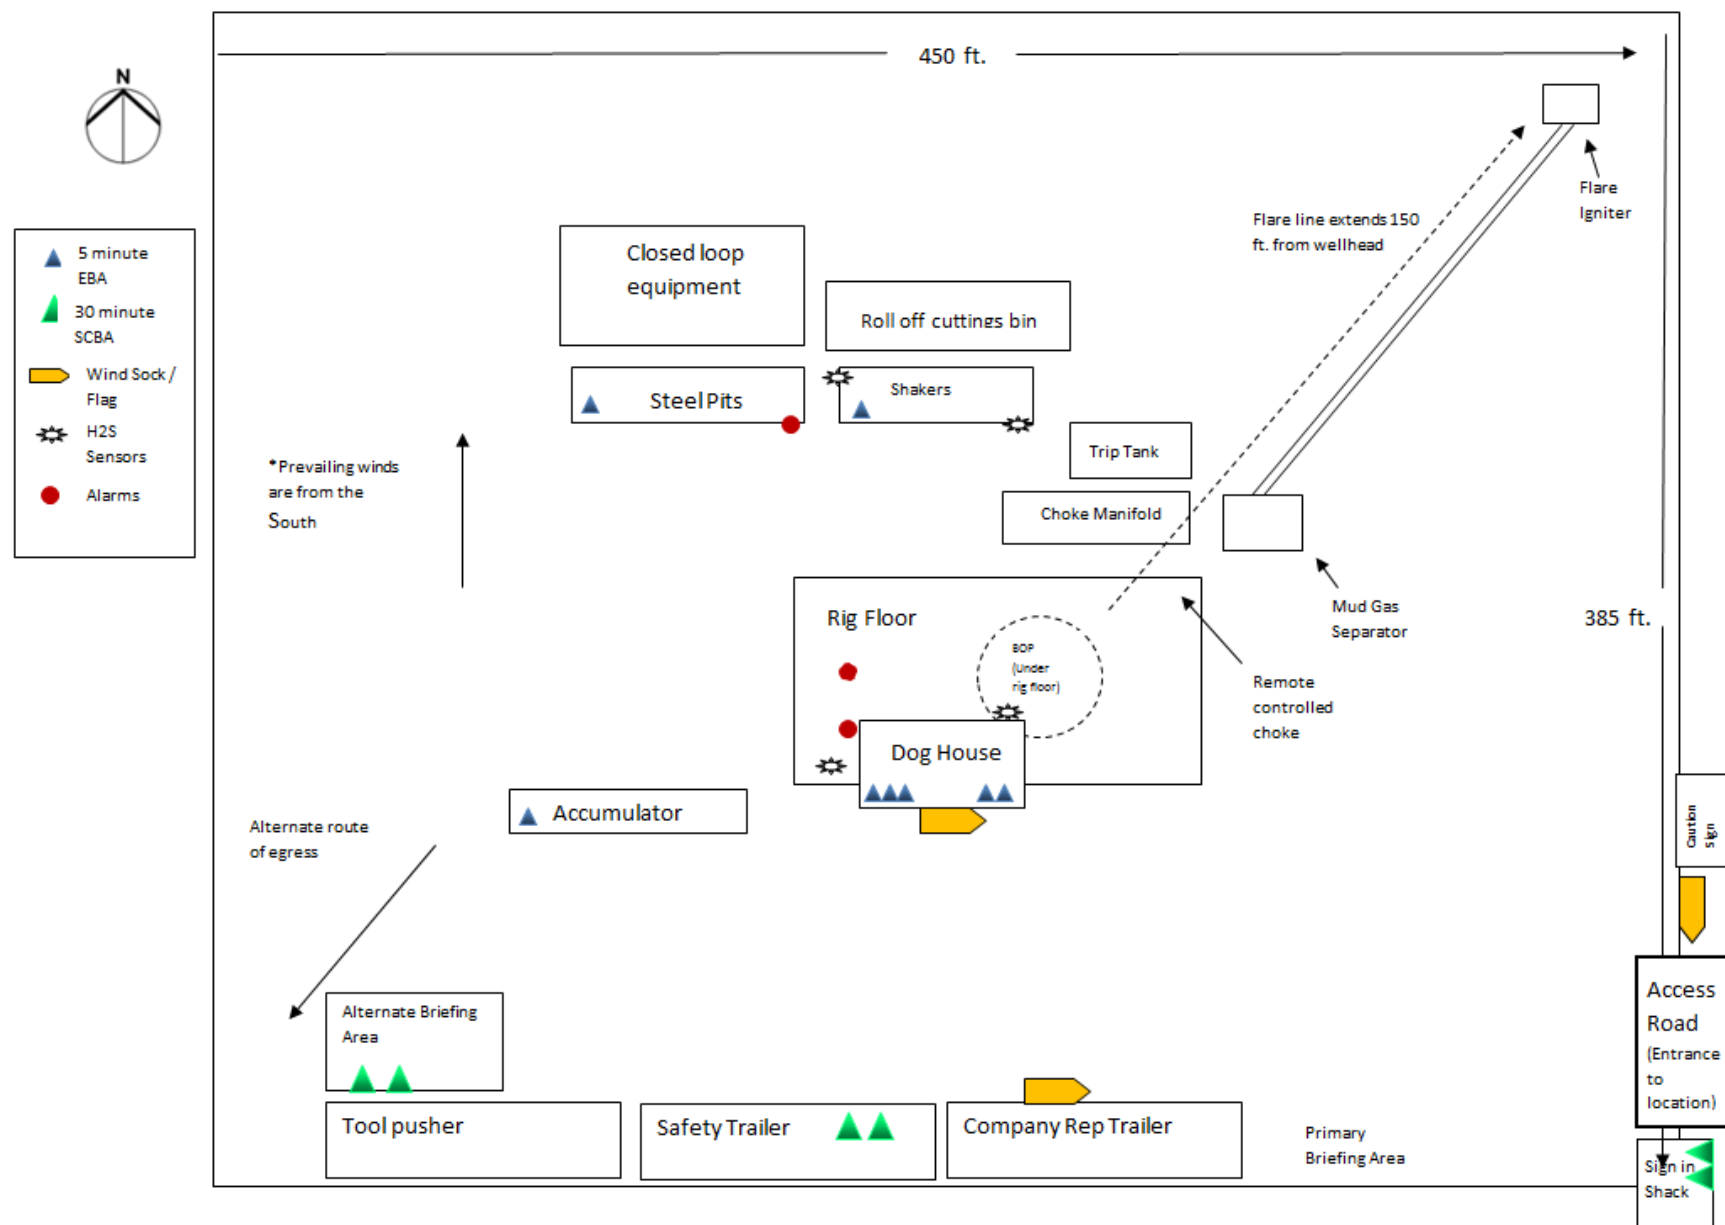 450 ft.
N
Flare
Igniter
5 minute
EBA
30 minute
SCBA
Wind Sock /
Flag
H2S
Sensors
Alarms
Flare line extends 150
ft. from wellhead
Closed loop
equipment
Roll off cuttings bin
Steel Pits
Shakers
Trip Tank
*Prevailing winds
are from the
South
Choke Manifold
Mud Gas
Separator
385 ft.
Rig Floor
BOP
(Under
rig floor)
Remote
controlled
choke
Dog House
Accumulator
Alternate route
of egress
Caution
Sign
Access
Road
(Entrance
to
location)
Alternate Briefing
Area
Tool pusher
Safety Trailer
Company Rep Trailer
Primary
Briefing Area
Sign in
Shack